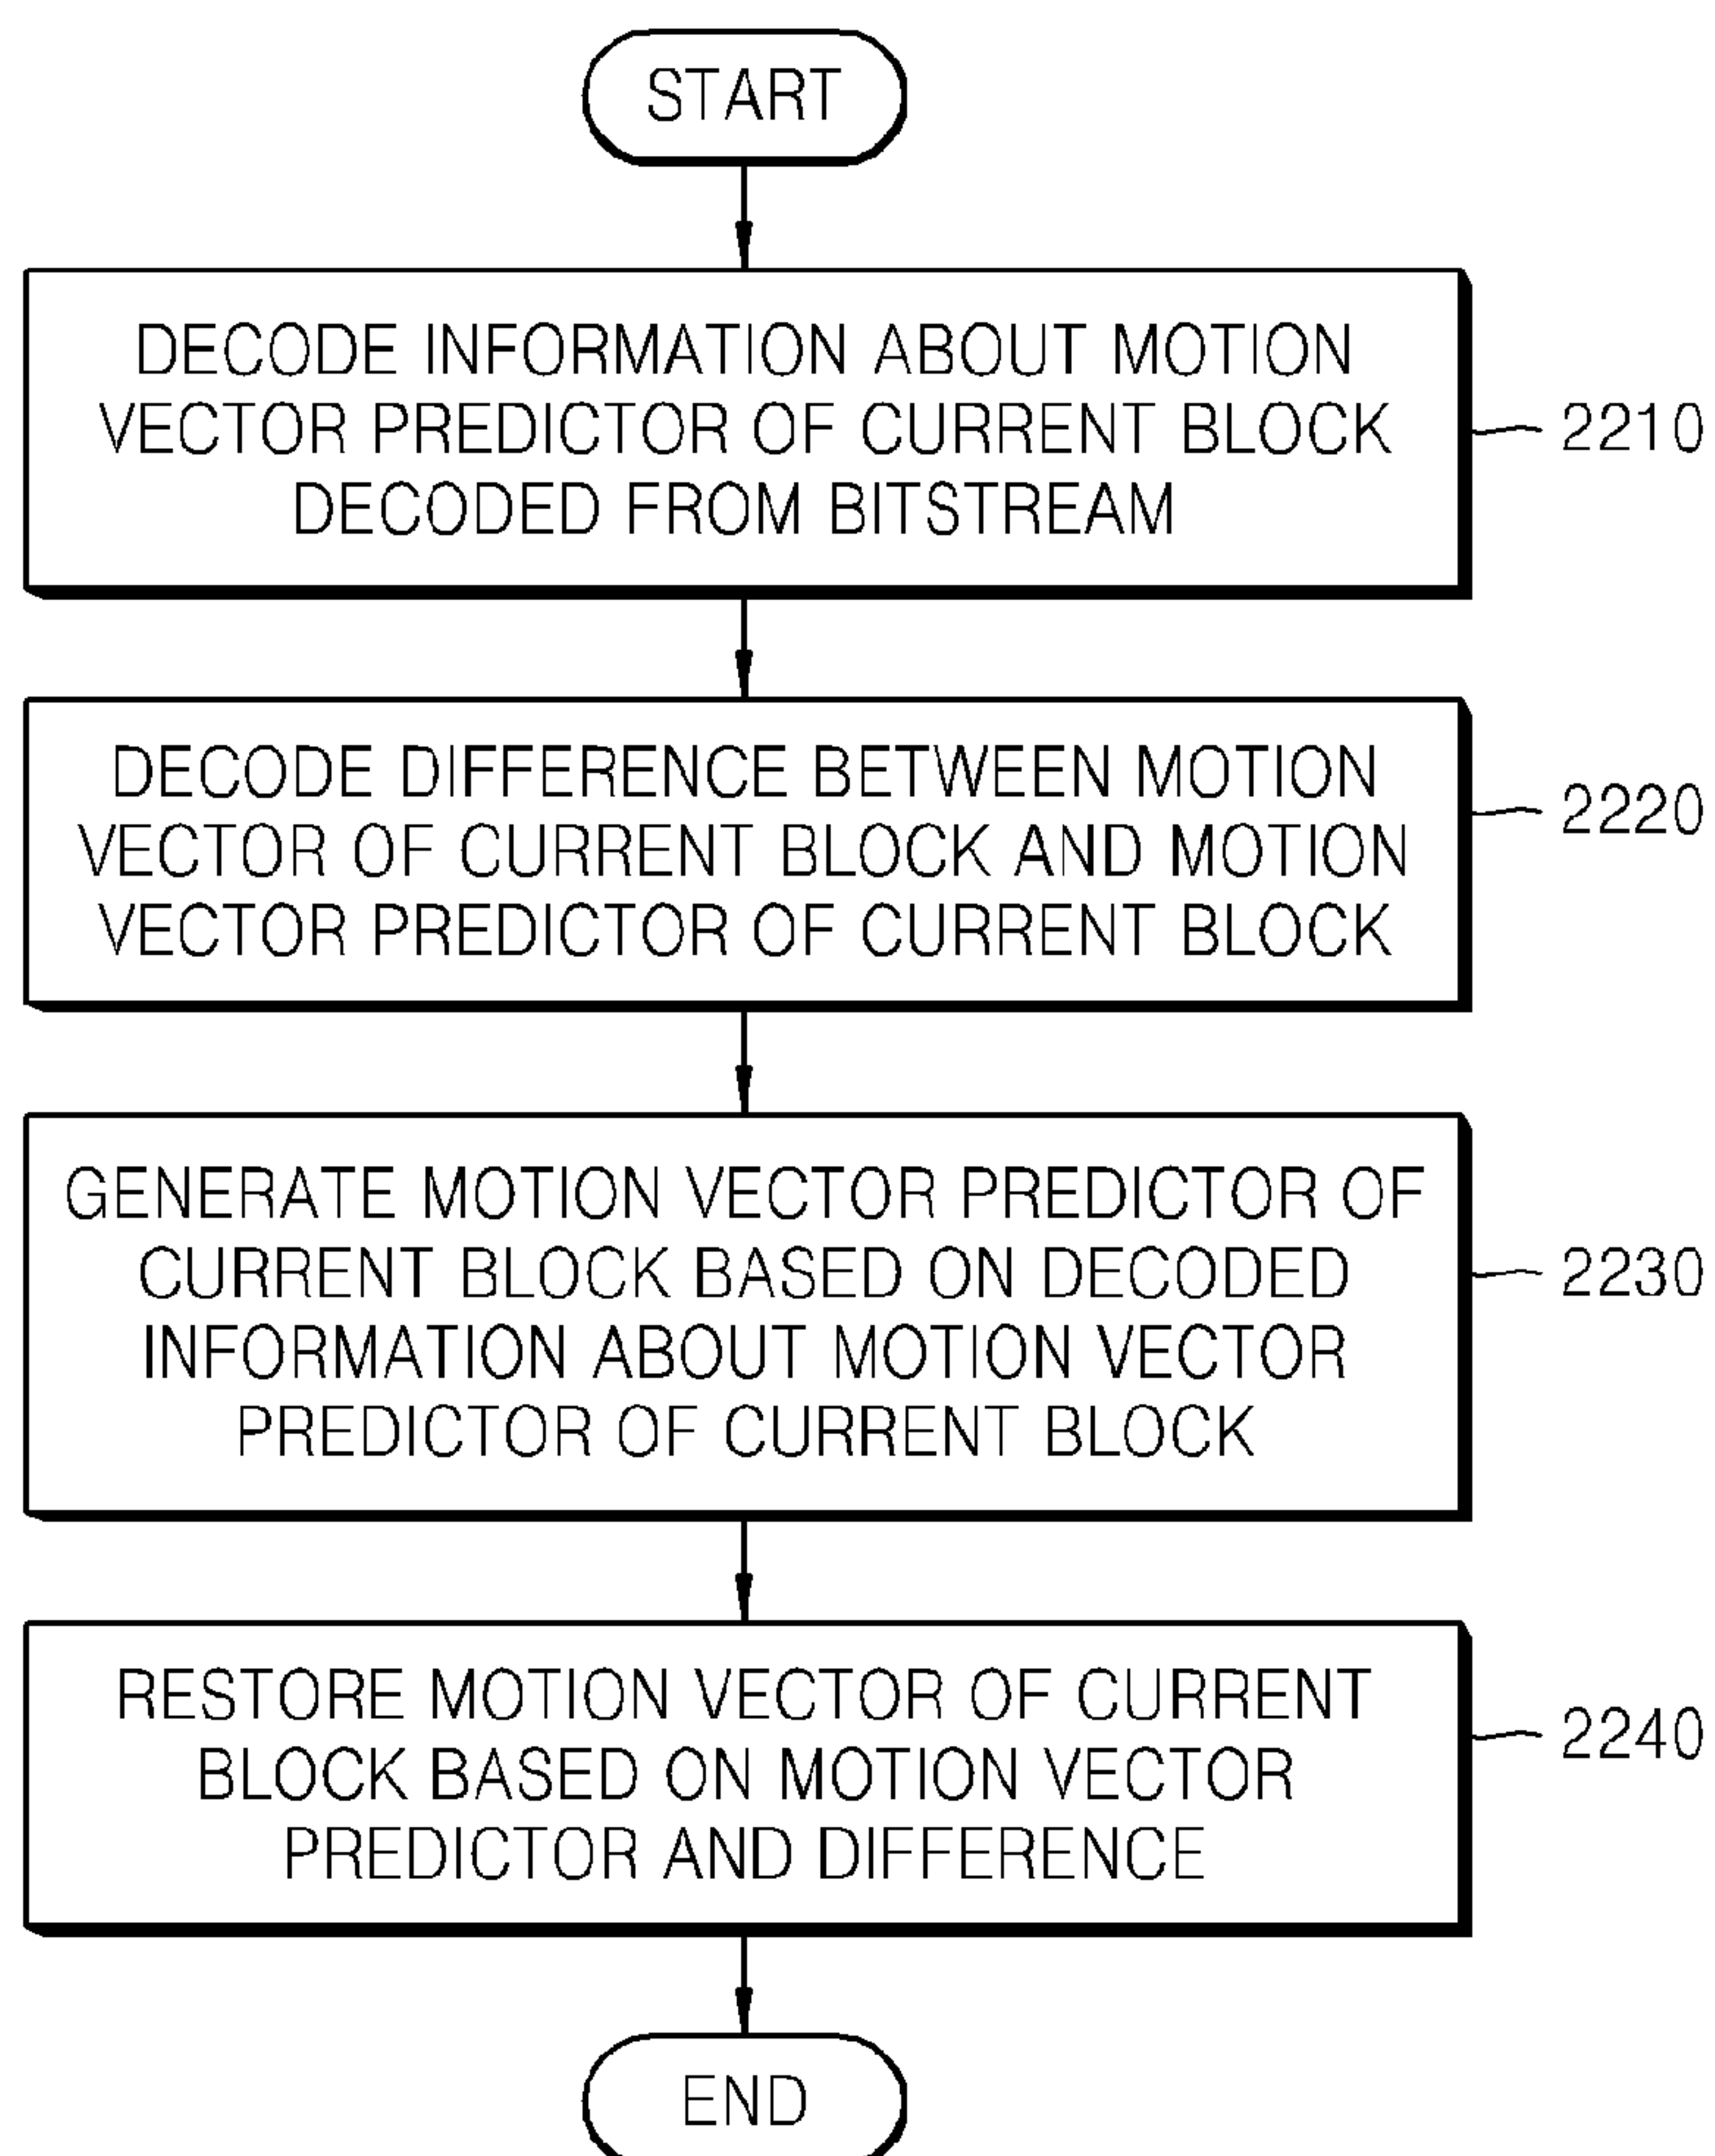 START
DECODE INFORMATION ABOUT MOTION
VECTOR PREDICTOR OF CURRENT BLOCK
DECODED FROM BITSTREAM
2210
DECODE DIFFERENCE BETWEEN MOTION
VECTOR OF CURRENT BLOCK AND MOTION
VECTOR PREDICTOR OF CURRENT BLOCK
2220
GENERATE MOTION VECTOR PREDICTOR OF
CURRENT BLOCK BASED ON DECODED
INFORMATION ABOUT MOTION VECTOR
PREDICTOR OF CURRENT BLOCK
2230
RESTORE MOTION VECTOR OF CURRENT
BLOCK BASED ON MOTION VECTOR
PREDICTOR AND DIFFERENCE
2240
END